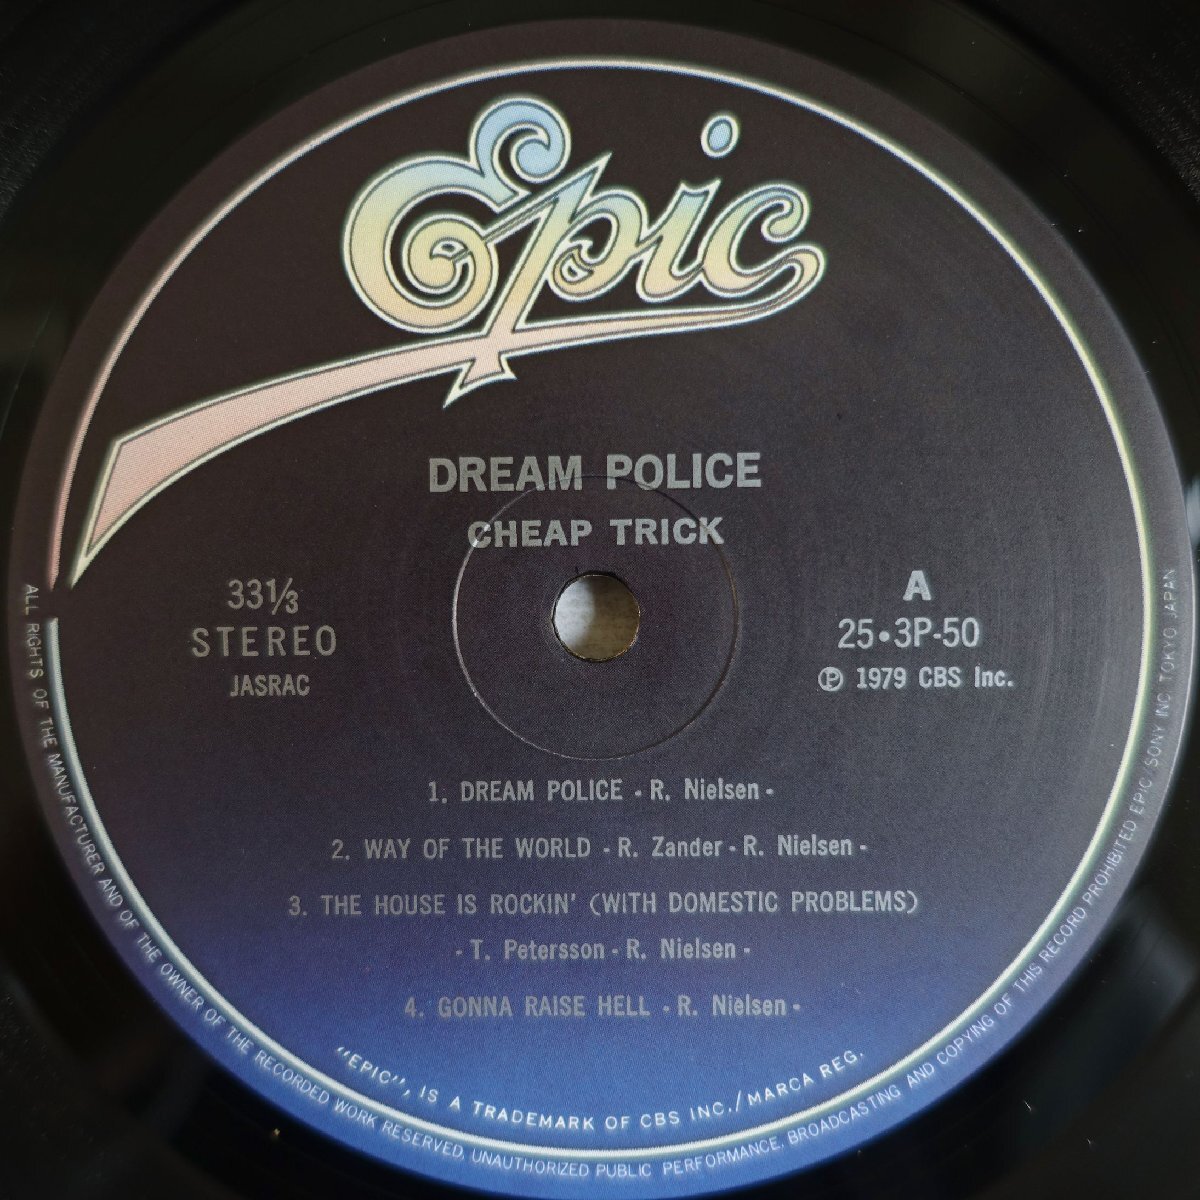 Epic
DREAM POLICE
CHEAP TRICK
33⅓
STEREO
JASRAC
A
25•3P-50
Ⓟ 1979 CBS Inc.
1. DREAM POLICE - R. Nielsen -
2. WAY OF THE WORLD - R. Zander - R. Nielsen -
3. THE HOUSE IS ROCKIN' (WITH DOMESTIC PROBLEMS)
- T. Petersson - R. Nielsen -
4. GONNA RAISE HELL - R. Nielsen -
"EPIC", IS A TRADEMARK OF CBS INC./MARCA REG.
ALL RIGHTS OF THE MANUFACTURER AND OF THE OWNER OF THE RECORDED WORK RESERVED. UNAUTHORIZED PUBLIC PERFORMANCE, BROADCASTING AND COPYING OF THIS RECORD PROHIBITED EPIC/SONY INC. TOKYO JAPAN